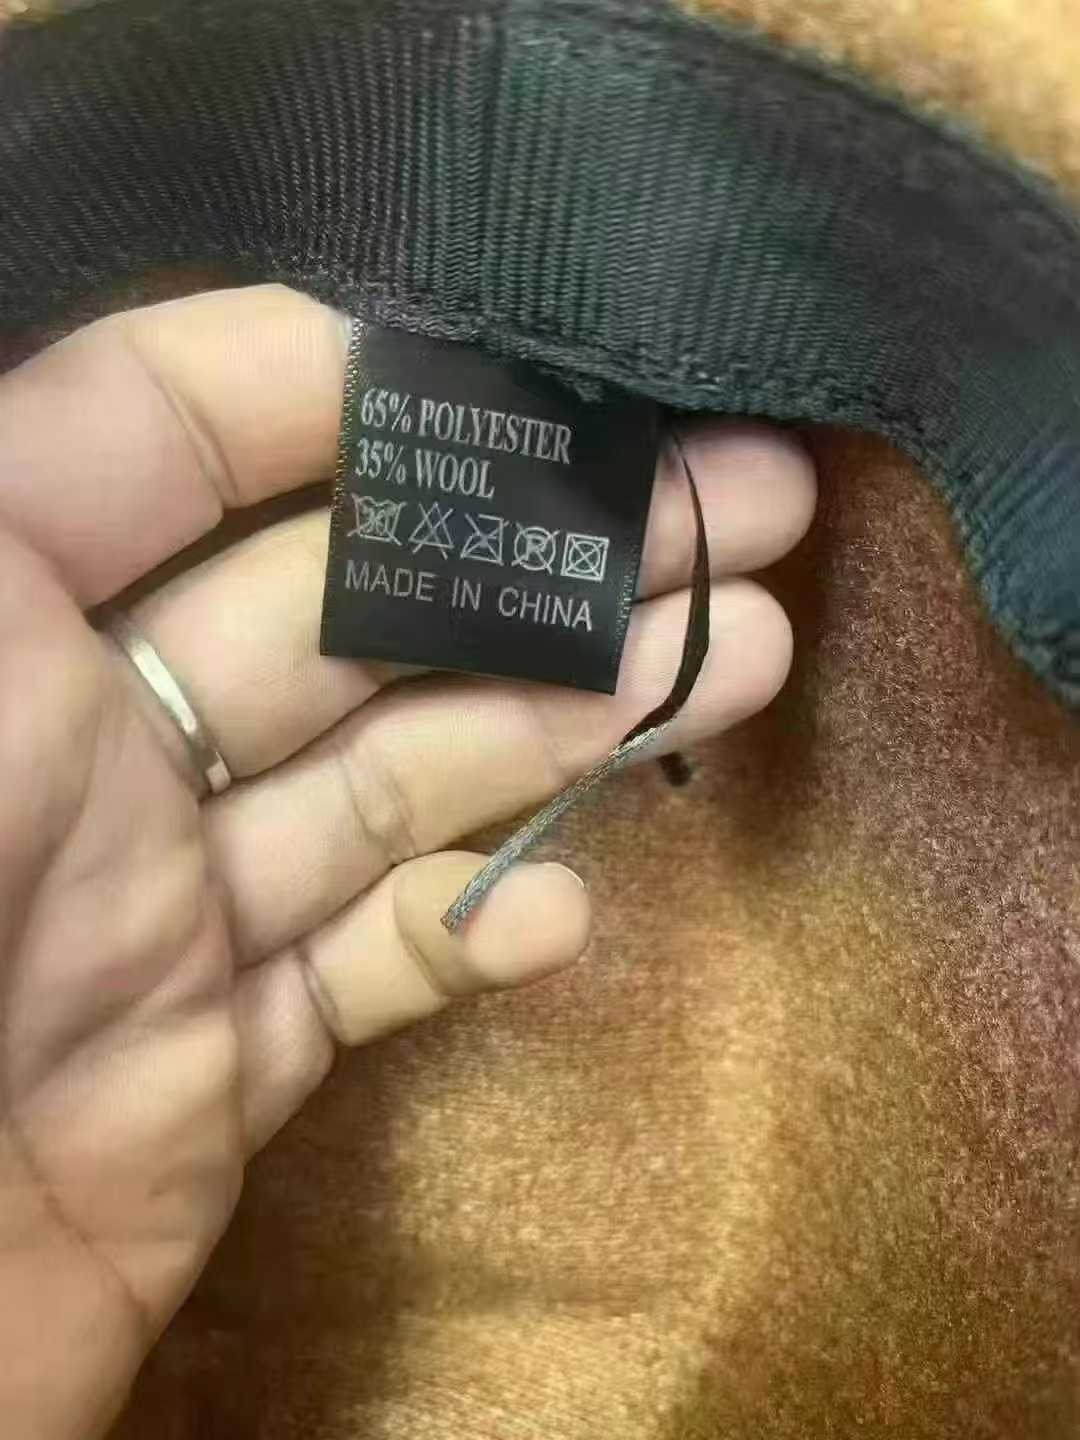 65% POLYESTER
35% WOOL
MADE IN CHINA